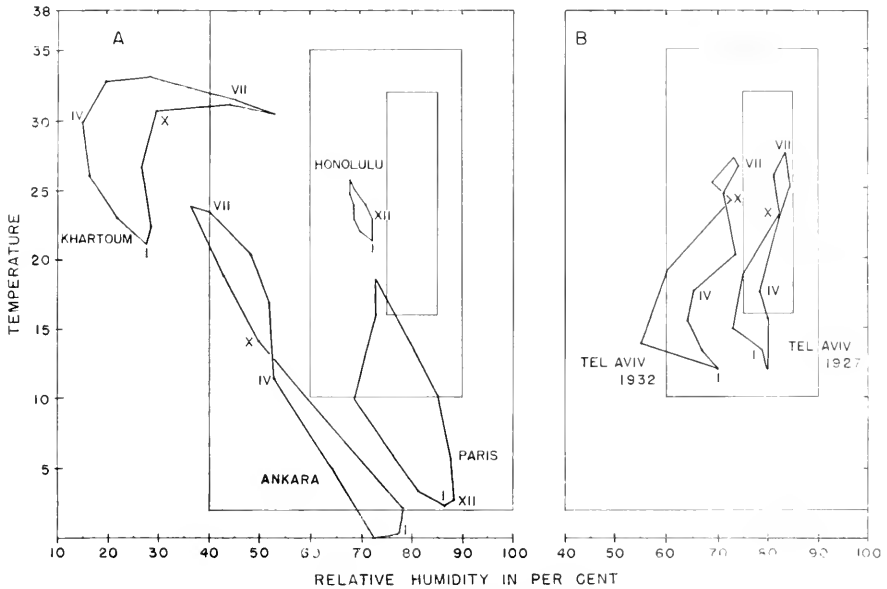 38
A
B
35
VII
IV
X
30
HONOLULU
VII
VII
25
XII
X
X
VII
KHARTOUM
I
I
20
TEMPERATURE
IV
IV
15
X
TEL AVIV
1932
I
I
TEL AVIV
1927
IV
10
PARIS
5
ANKARA
I
XII
I
10 20 30 40 50 70 80 90 100
40 50 60 70 100
RELATIVE HUMIDITY IN PER CENT